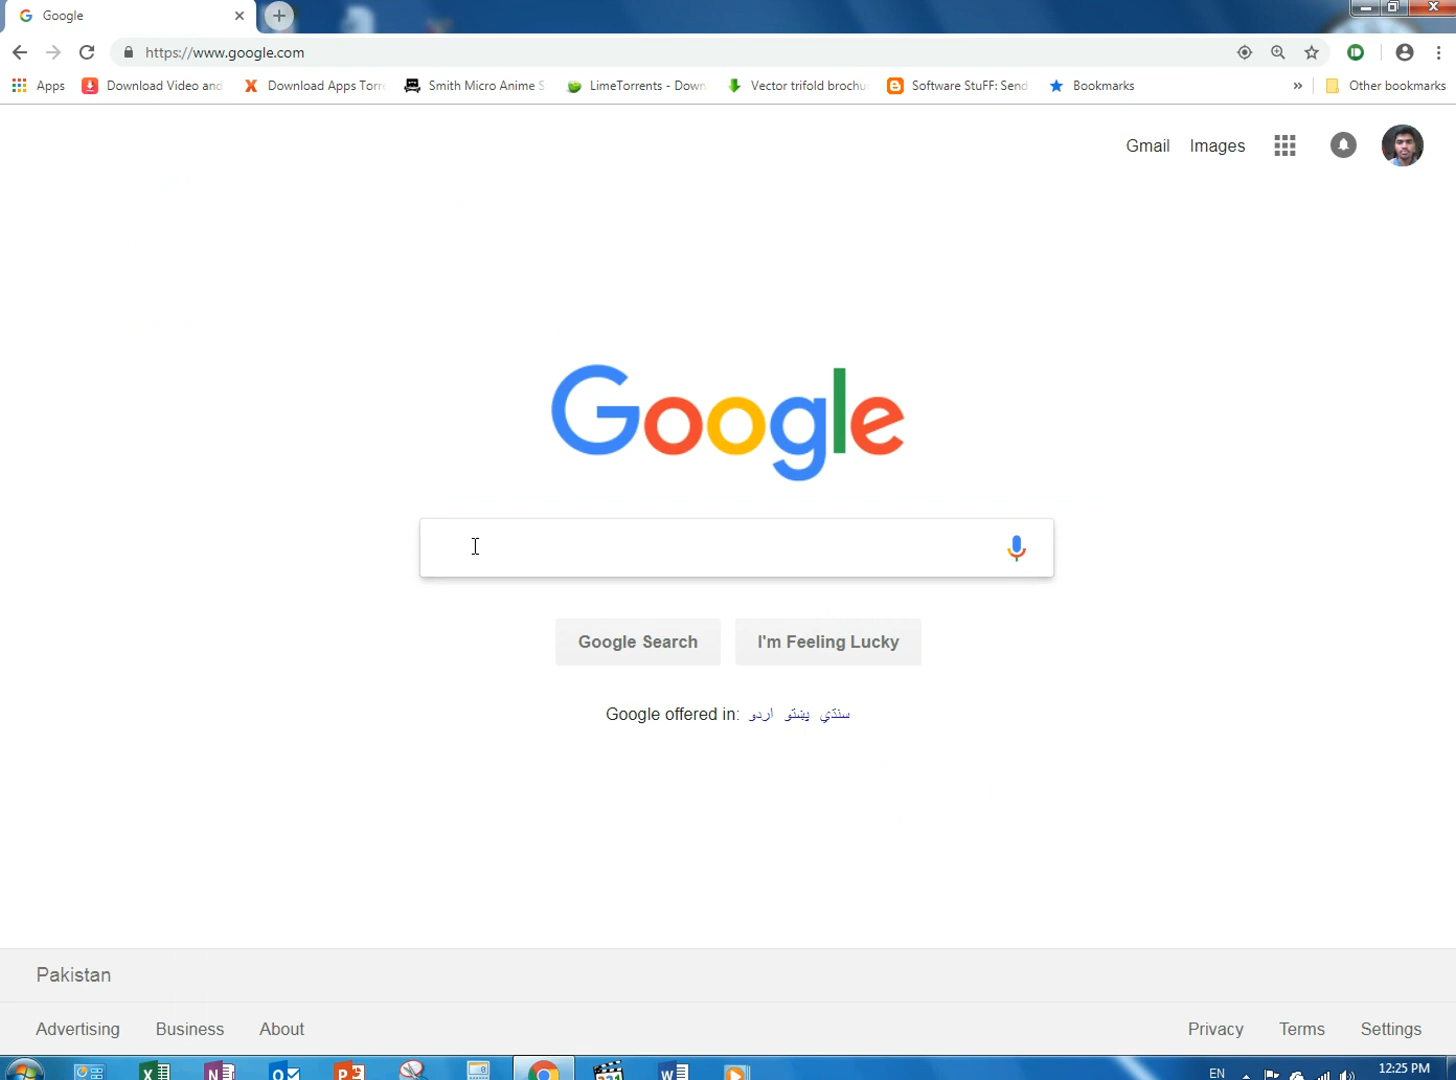 Google
https://www.google.com
Apps Download Video and Download Apps Torre Smith Micro Anime S LimeTorrents - Down Vector trifold brochu Software StuFF: Send Bookmarks » Other bookmarks
Gmail Images
Google
Google Search I'm Feeling Lucky
Google offered in: اردو پښتو سنڌي
Pakistan
Advertising Business About Privacy Terms Settings
EN 12:25 PM